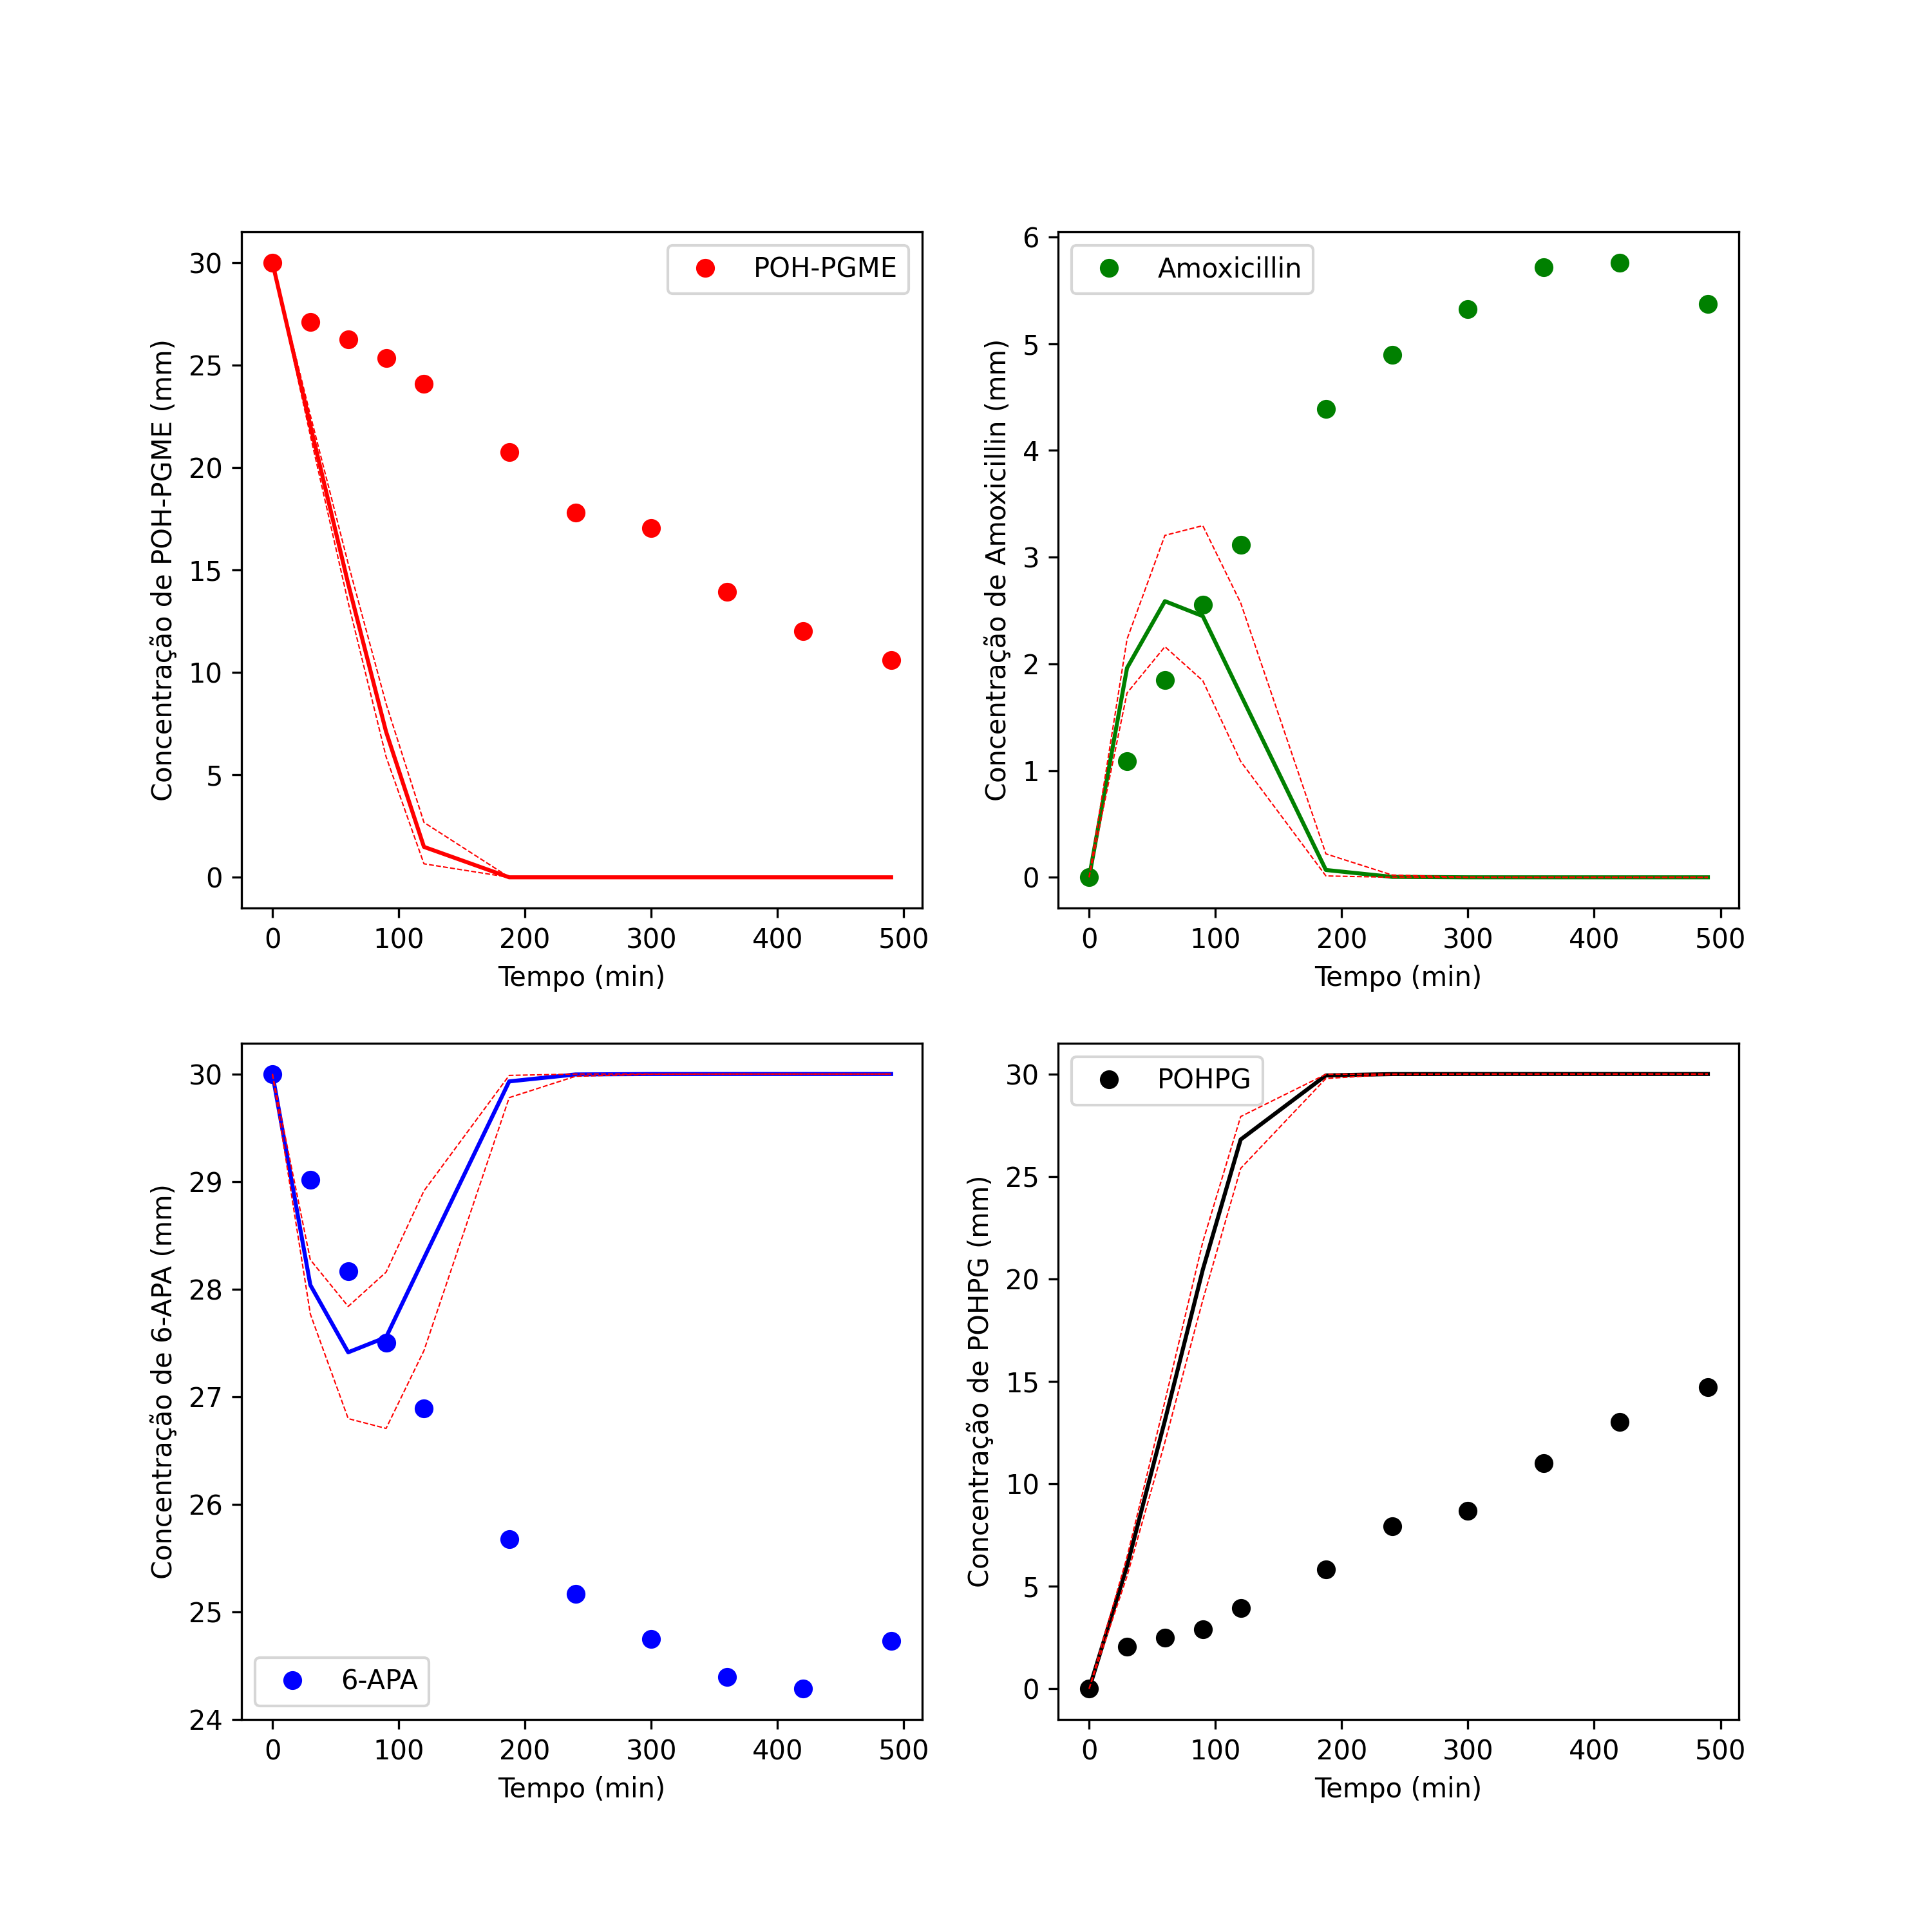 POH-PGME
Concentração de POH-PGME (mm)
30
25
20
15
10
5
0
0 100 200 300 400 500
Tempo (min)
Amoxicillin
Concentração de Amoxicillin (mm)
6
5
4
3
2
1
0
0 100 200 300 400 500
Tempo (min)
6-APA
Concentração de 6-APA (mm)
30
29
28
27
26
25
24
0 100 200 300 400 500
Tempo (min)
POHPG
Concentração de POHPG (mm)
30
25
20
15
10
5
0
0 100 200 300 400 500
Tempo (min)